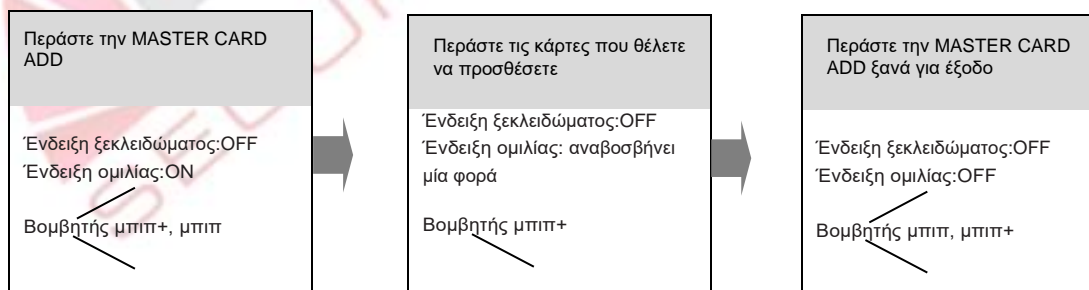 Περάστε την MASTER CARD
ADD
Ένδειξη ξεκλειδώματος:OFF
Ένδειξη ομιλίας:ON
Βομβητής μπιπ+, μπιπ
Περάστε τις κάρτες που θέλετε
να προσθέσετε
Ένδειξη ξεκλειδώματος:OFF
Ένδειξη ομιλίας: αναβοσβήνει
μία φορά
Βομβητής μπιπ+
Περάστε την MASTER CARD
ADD ξανά για έξοδο
Ένδειξη ξεκλειδώματος:OFF
Ένδειξη ομιλίας:OFF
Βομβητής μπιπ, μπιπ+